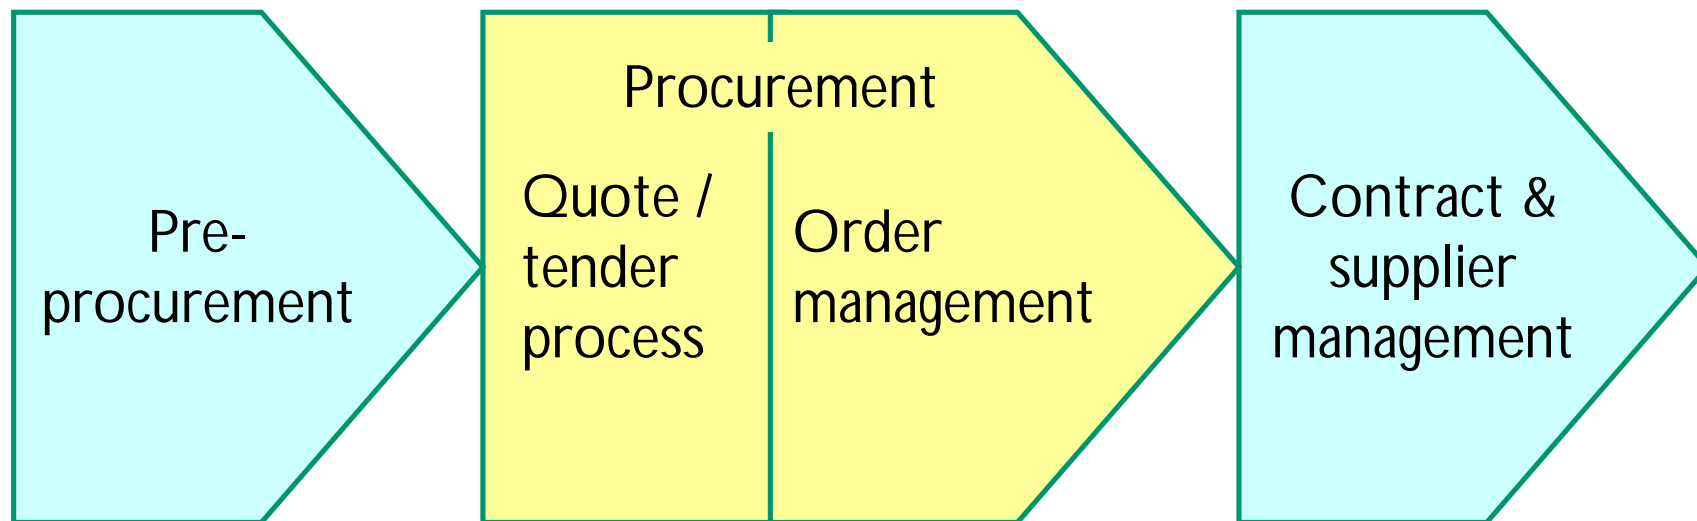 Pre-
procurement
Procurement
Quote /
tender
process
Order
management
Contract &
supplier
management